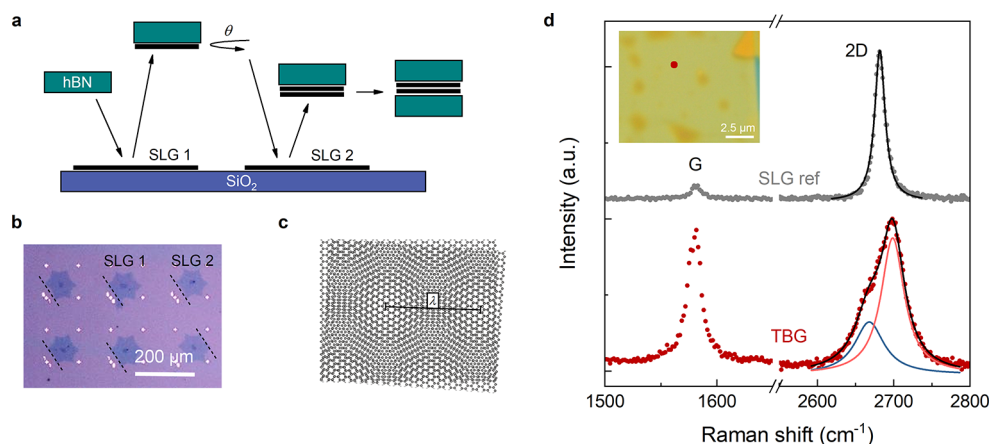 a
θ
hBN
SLG 1
SLG 2
SiO₂
b
SLG 1
SLG 2
200 µm
c
λ
d
Intensity (a.u.)
2D
2.5 µm
G
SLG ref
TBG
1500
1600
2600
2700
2800
Raman shift (cm⁻¹)